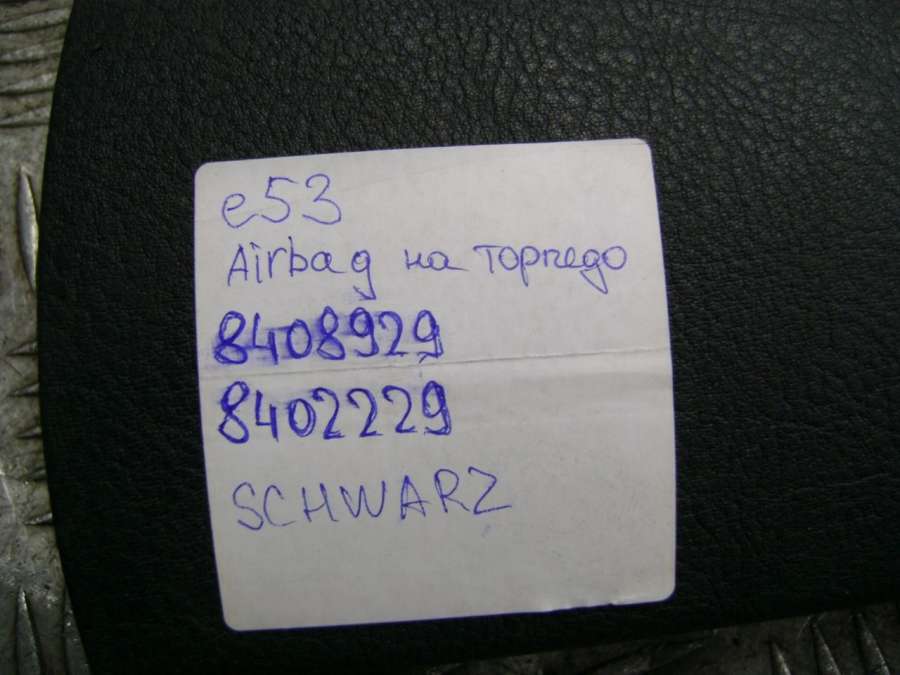 e53
Airbag на торпедо
8408929
8402229
SCHWARZ